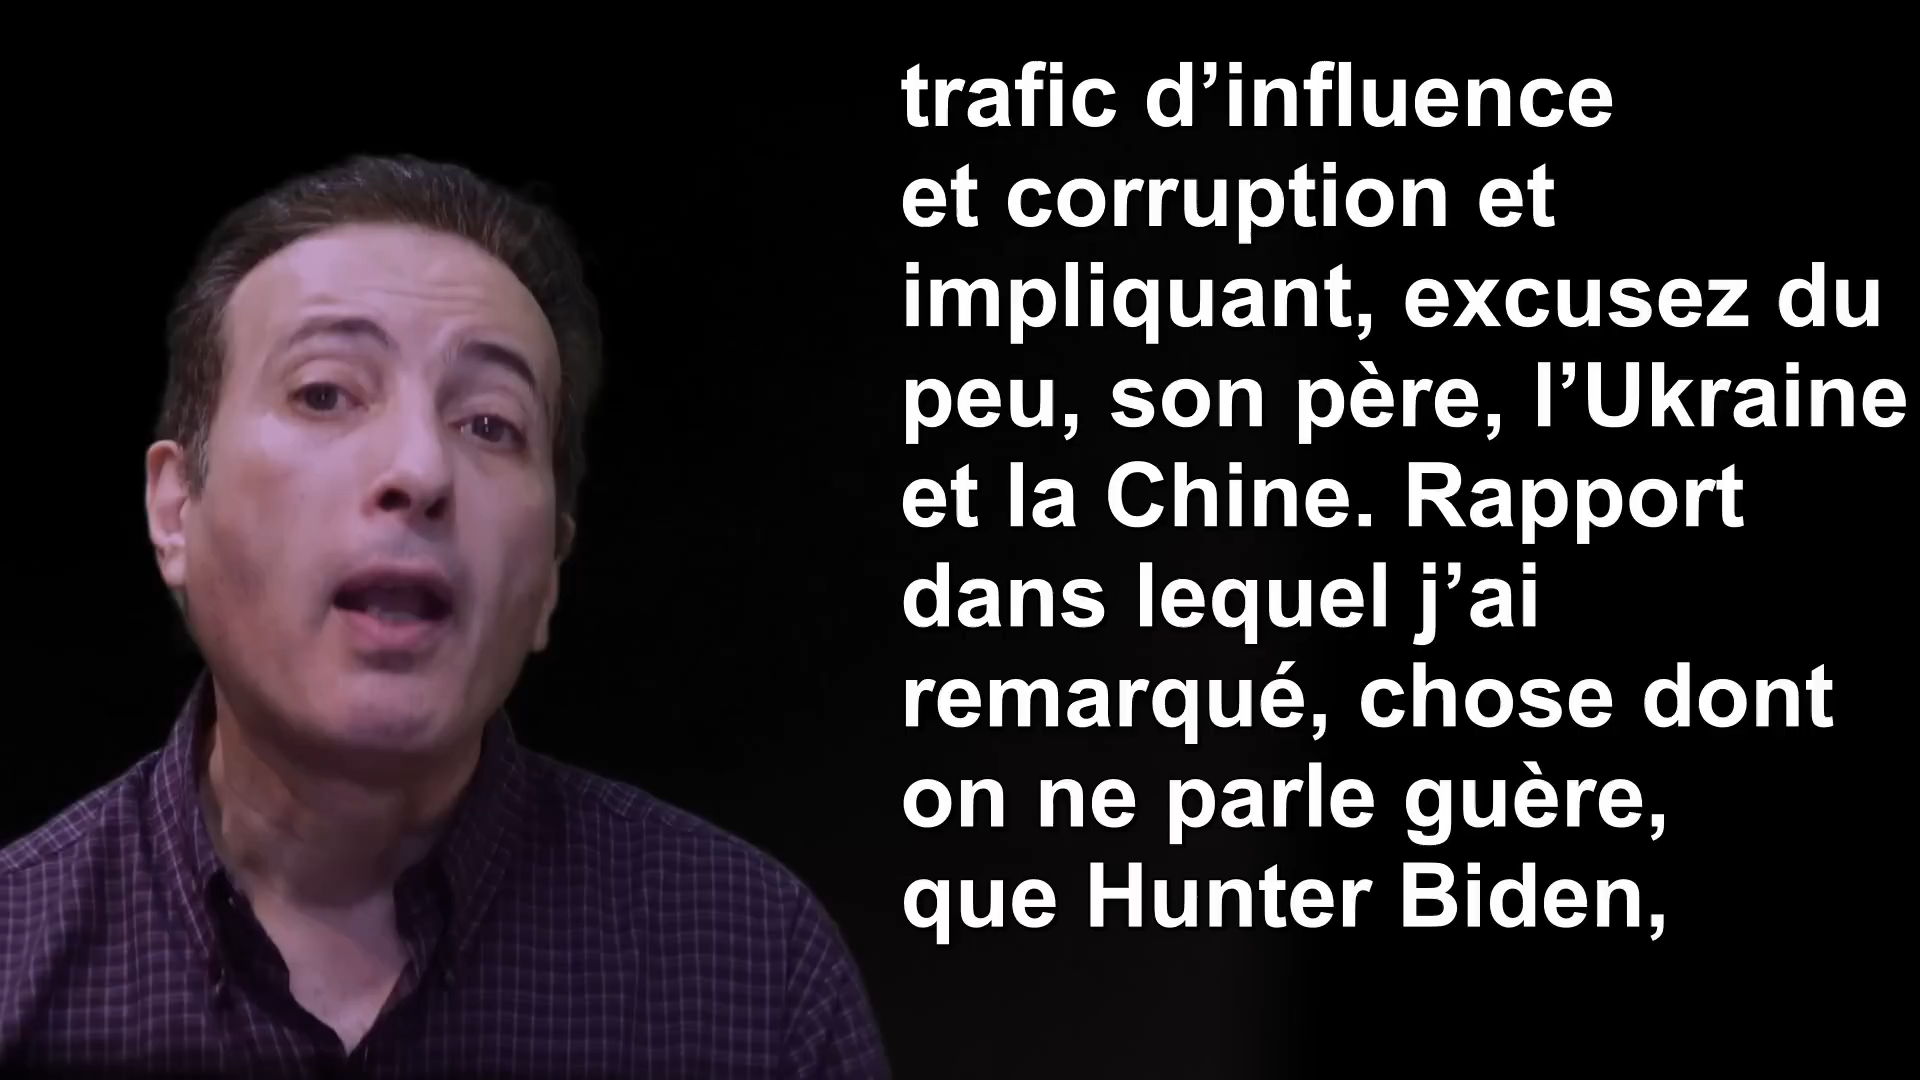 trafic d’influence
et corruption et
impliquant, excusez du
peu, son père, l’Ukraine
et la Chine. Rapport
dans lequel j’ai
remarqué, chose dont
on ne parle guère,
que Hunter Biden,